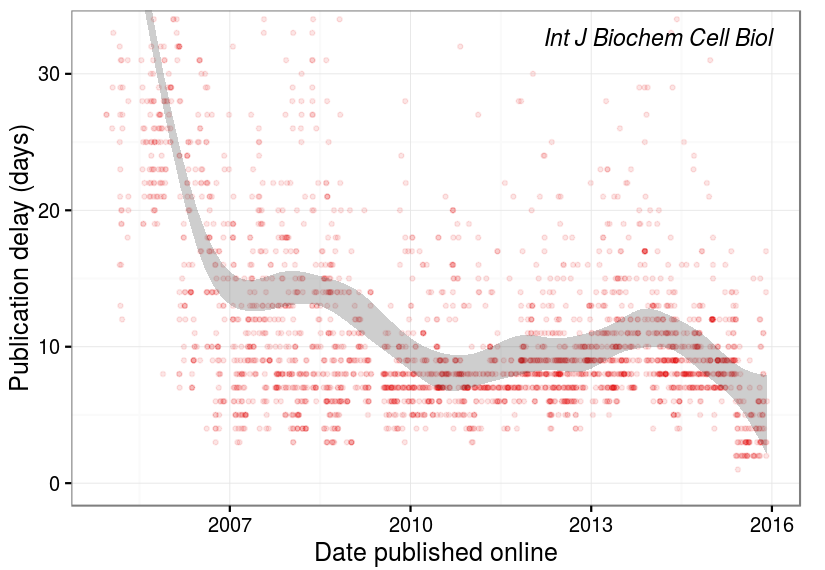 Int J Biochem Cell Biol
Publication delay (days)
30
20
10
0
2007 2010 2013 2016
Date published online